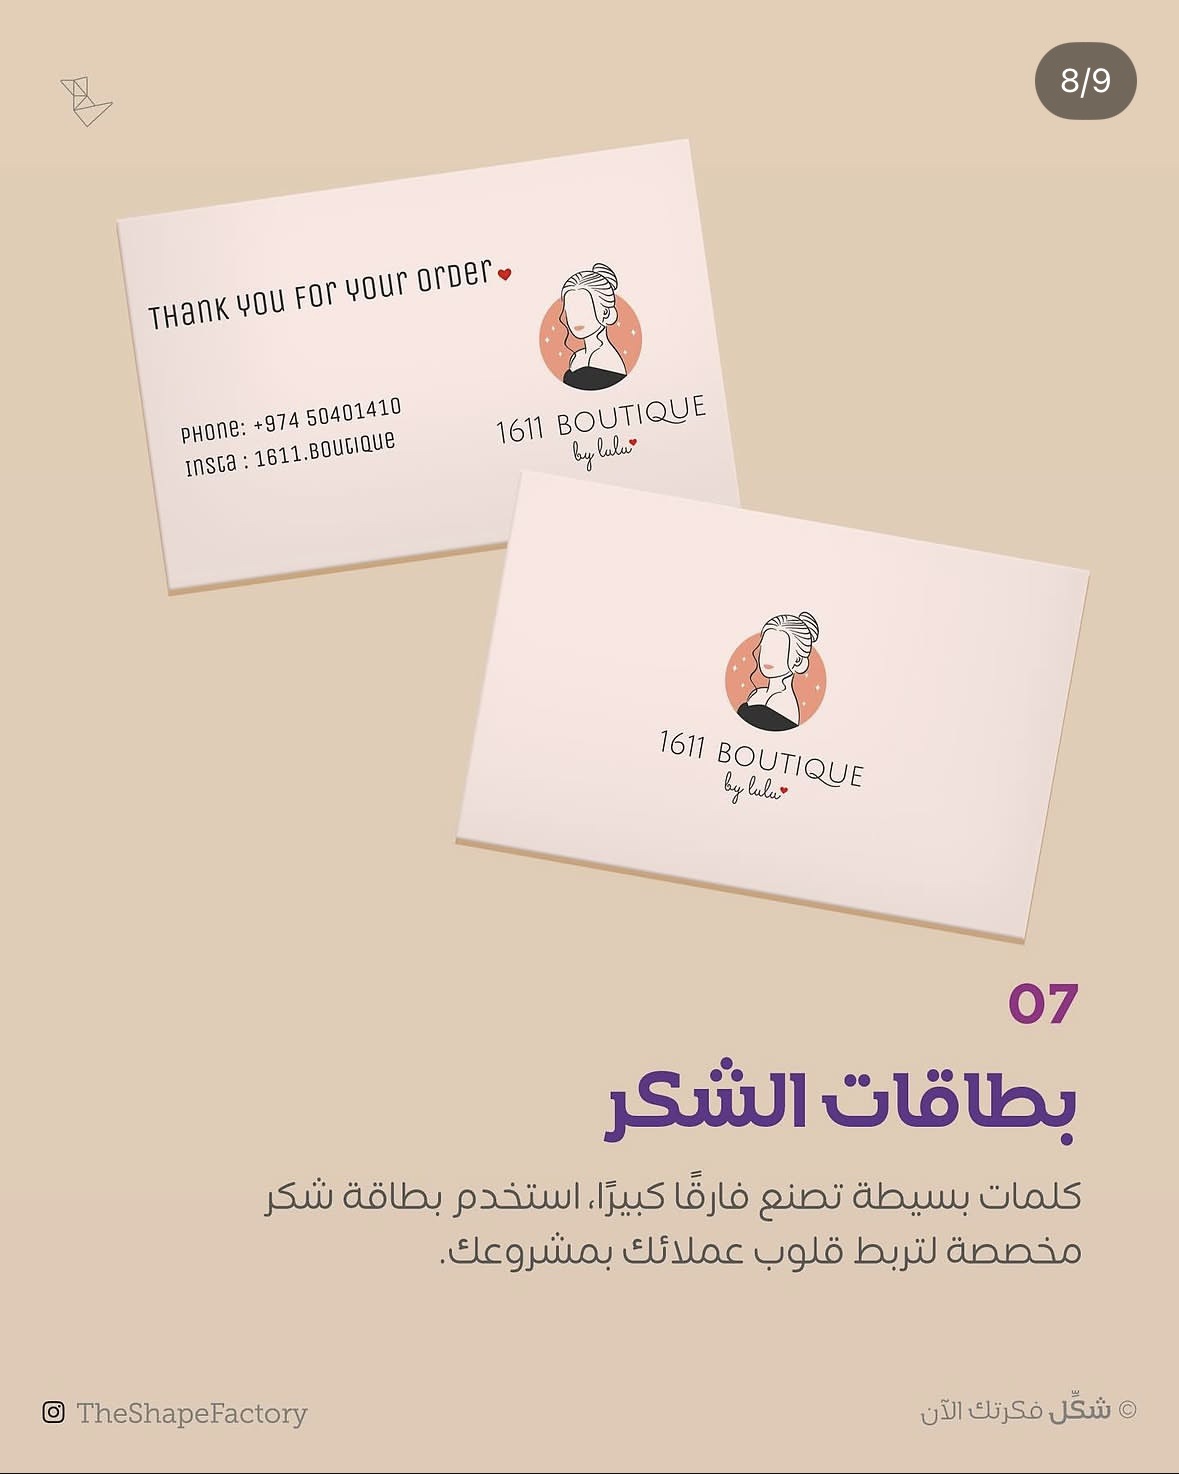 8/9
THank you For your order
PHone: +974 50401410
Insta : 1611.Boutique
1611 BOUTIQUE
by lulu
1611 BOUTIQUE
by lulu
07
بطاقات الشكر
كلمات بسيطة تصنع فارقًا كبيرًا، استخدم بطاقة شكر
مخصصة لتربط قلوب عملائك بمشروعك.
© شكِّل فكرتك الآن
TheShapeFactory